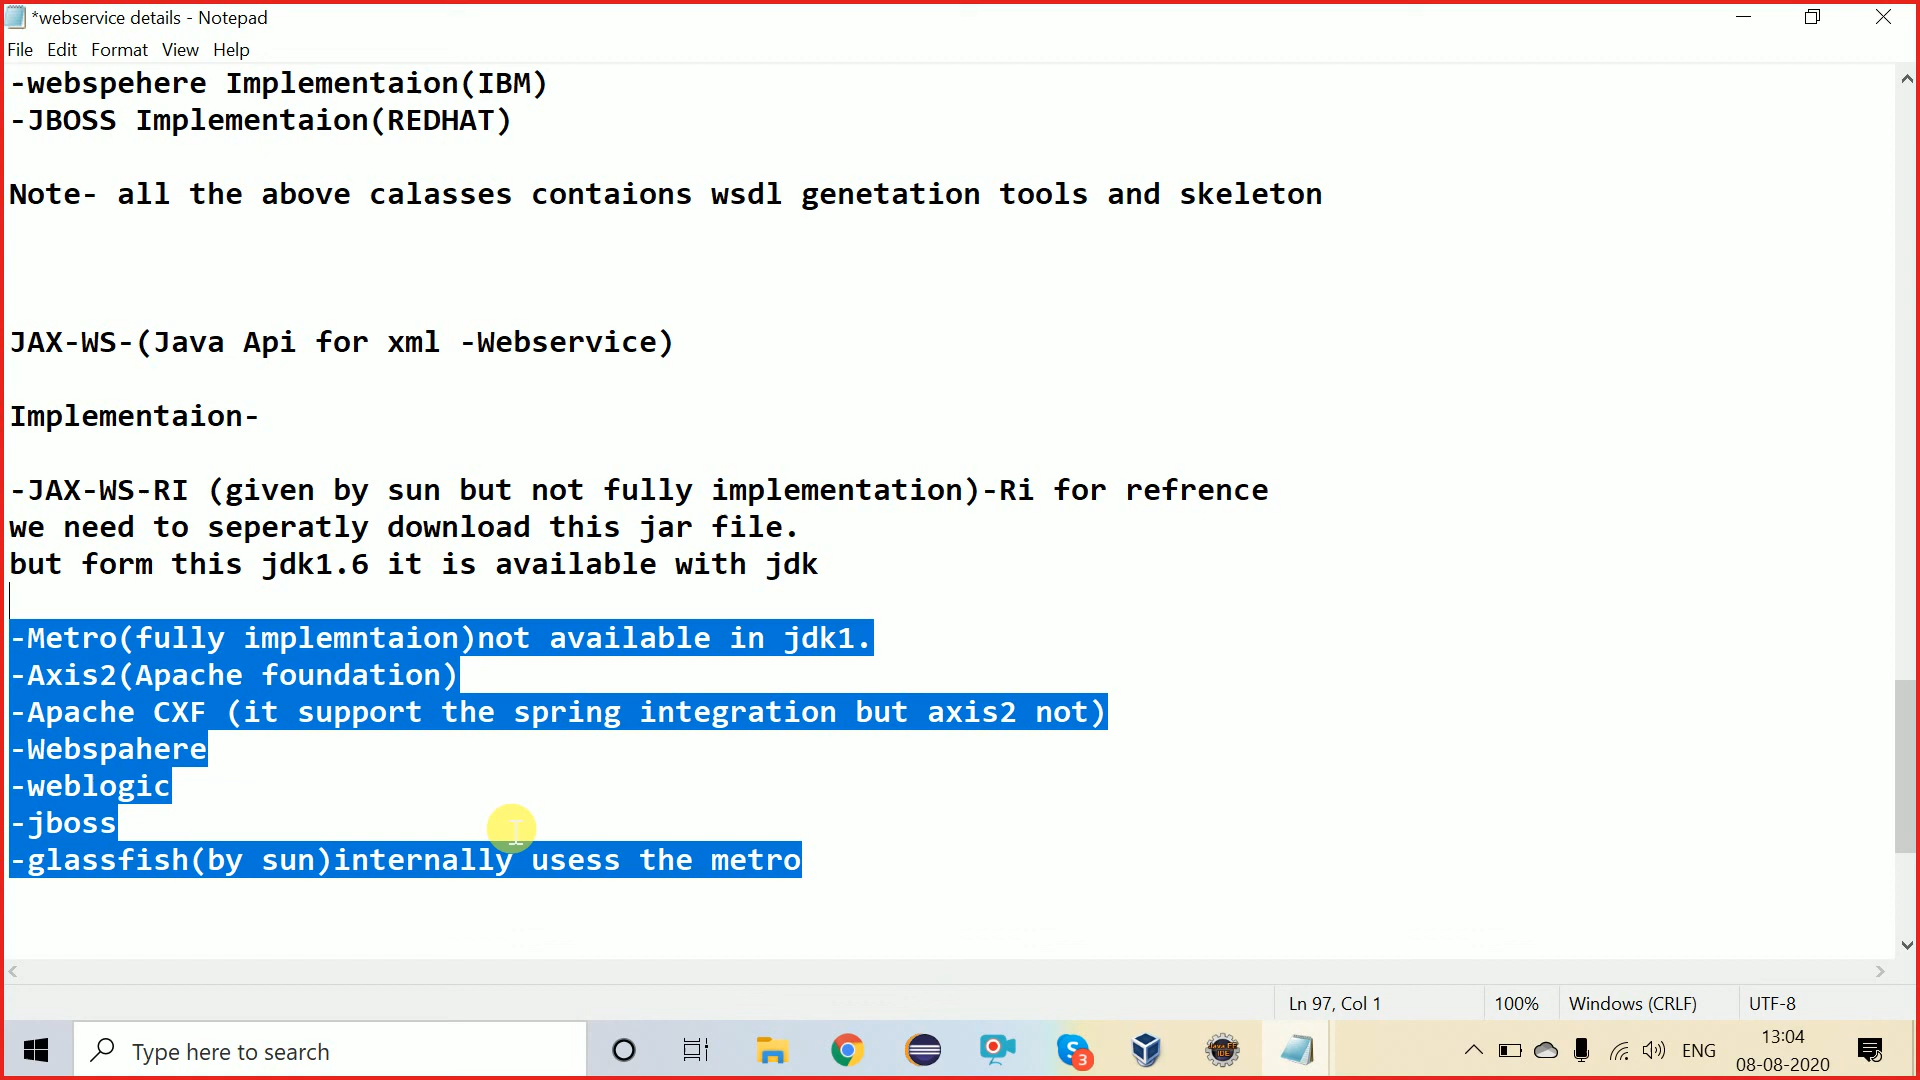 *webservice details - Notepad
File Edit Format View Help
-webspehere Implementaion(IBM)
-JBOSS Implementaion(REDHAT)
Note- all the above calasses contaions wsdl genetation tools and skeleton
JAX-WS-(Java Api for xml -Webservice)
Implementaion-
-JAX-WS-RI (given by sun but not fully implementation)-Ri for refrence
we need to seperatly download this jar file.
but form this jdk1.6 it is available with jdk
-Metro(fully implemntaion)not available in jdk1.
-Axis2(Apache foundation)
-Apache CXF (it support the spring integration but axis2 not)
-Webspahere
-weblogic
-jboss
-glassfish(by sun)internally usess the metro
Ln 97, Col 1 100% Windows (CRLF) UTF-8
Type here to search
3
Java EE
IDE
ENG
13:04
08-08-2020